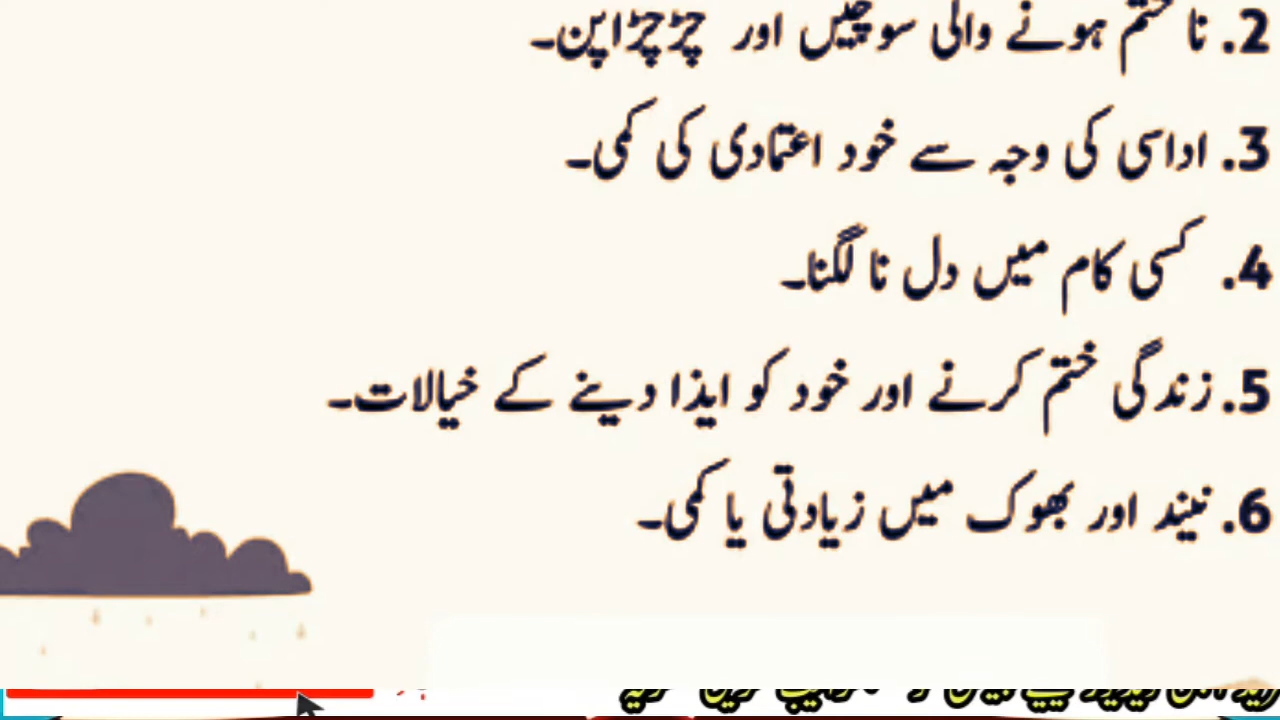 2. نا ختم ہونے والی سوچیں اور چڑچڑاپن۔
3. اداسی کی وجہ سے خود اعتمادی کی کمی۔
4. کسی کام میں دل نا لگنا۔
5. زندگی ختم کرنے اور خود کو ایذا دینے کے خیالات۔
6. نیند اور بھوک میں زیادتی یا کمی۔